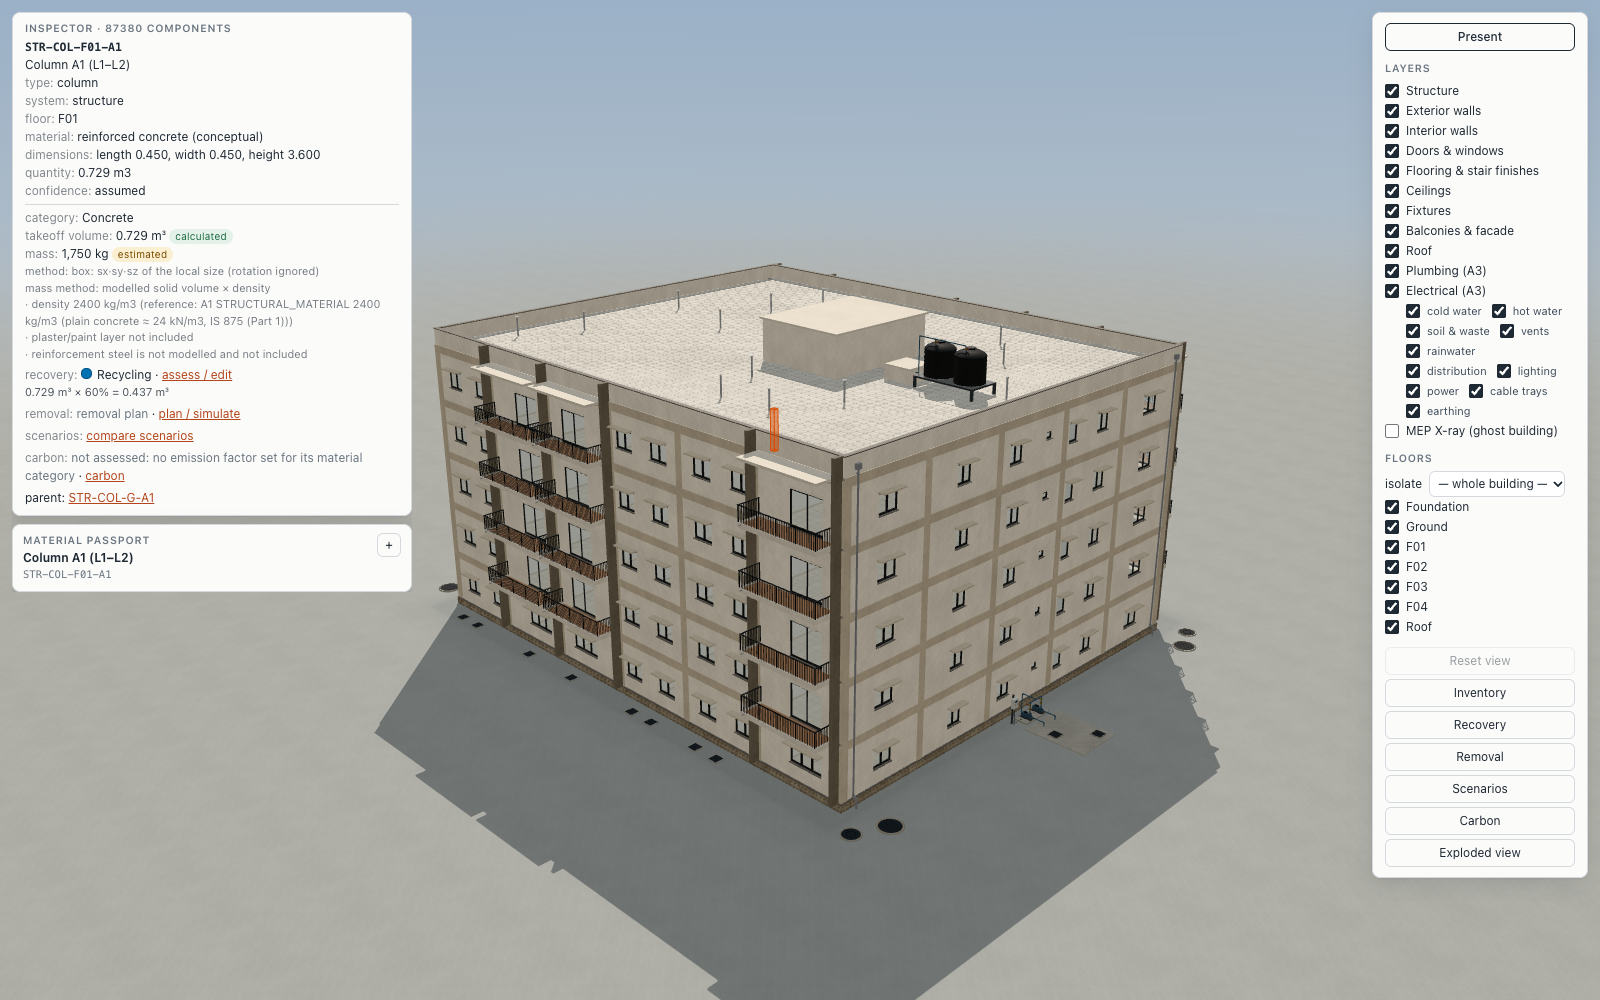 INSPECTOR · 87380 COMPONENTS
STR-COL-F01-A1
Column A1 (L1–L2)
type: column
system: structure
floor: F01
material: reinforced concrete (conceptual)
dimensions: length 0.450, width 0.450, height 3.600
quantity: 0.729 m3
confidence: assumed
category: Concrete
takeoff volume: 0.729 m³ calculated
mass: 1,750 kg estimated
method: box: sx·sy·sz of the local size (rotation ignored)
mass method: modelled solid volume × density
· density 2400 kg/m3 (reference: A1 STRUCTURAL_MATERIAL 2400
kg/m3 (plain concrete ≈ 24 kN/m3, IS 875 (Part 1)))
· plaster/paint layer not included
· reinforcement steel is not modelled and not included
recovery: Recycling · assess / edit
0.729 m³ × 60% = 0.437 m³
removal: removal plan · plan / simulate
scenarios: compare scenarios
carbon: not assessed: no emission factor set for its material
category · carbon
parent: STR-COL-G-A1
MATERIAL PASSPORT
+
Column A1 (L1–L2)
STR-COL-F01-A1
Present
LAYERS
Structure
Exterior walls
Interior walls
Doors & windows
Flooring & stair finishes
Ceilings
Fixtures
Balconies & facade
Roof
Plumbing (A3)
Electrical (A3)
cold water hot water
soil & waste vents
rainwater
distribution lighting
power cable trays
earthing
MEP X-ray (ghost building)
FLOORS
isolate — whole building —
Foundation
Ground
F01
F02
F03
F04
Roof
Reset view
Inventory
Recovery
Removal
Scenarios
Carbon
Exploded view